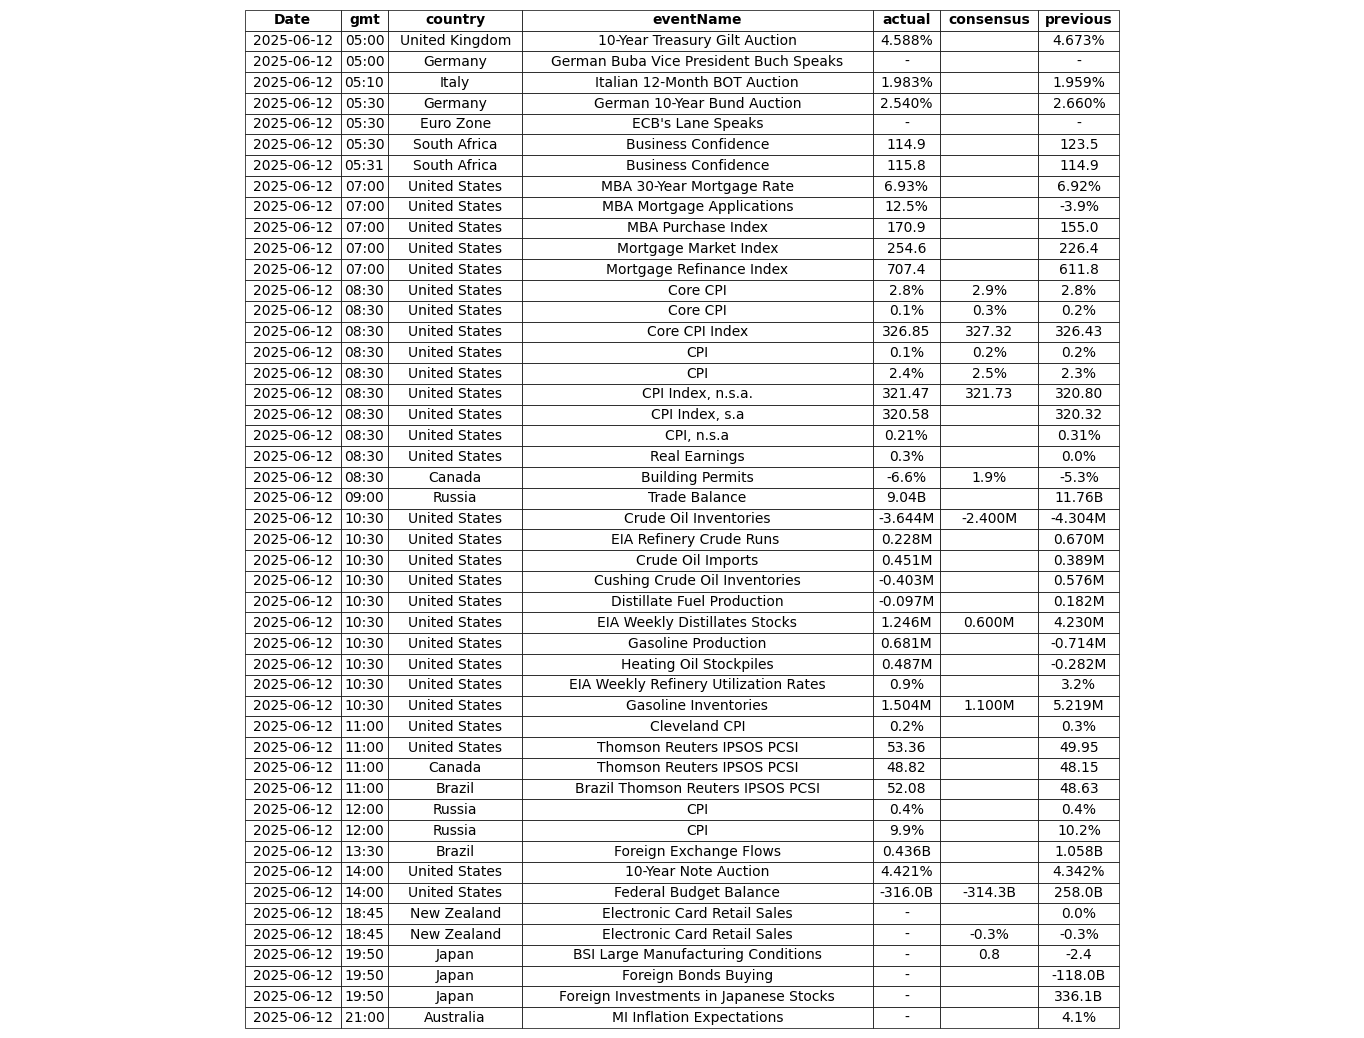 Date gmt country eventName actual consensus previous
2025-06-12 05:00 United Kingdom 10-Year Treasury Gilt Auction 4.588% 4.673%
2025-06-12 05:00 Germany German Buba Vice President Buch Speaks - -
2025-06-12 05:10 Italy Italian 12-Month BOT Auction 1.983% 1.959%
2025-06-12 05:30 Germany German 10-Year Bund Auction 2.540% 2.660%
2025-06-12 05:30 Euro Zone ECB's Lane Speaks - -
2025-06-12 05:30 South Africa Business Confidence 114.9 123.5
2025-06-12 05:31 South Africa Business Confidence 115.8 114.9
2025-06-12 07:00 United States MBA 30-Year Mortgage Rate 6.93% 6.92%
2025-06-12 07:00 United States MBA Mortgage Applications 12.5% -3.9%
2025-06-12 07:00 United States MBA Purchase Index 170.9 155.0
2025-06-12 07:00 United States Mortgage Market Index 254.6 226.4
2025-06-12 07:00 United States Mortgage Refinance Index 707.4 611.8
2025-06-12 08:30 United States Core CPI 2.8% 2.9% 2.8%
2025-06-12 08:30 United States Core CPI 0.1% 0.3% 0.2%
2025-06-12 08:30 United States Core CPI Index 326.85 327.32 326.43
2025-06-12 08:30 United States CPI 0.1% 0.2% 0.2%
2025-06-12 08:30 United States CPI 2.4% 2.5% 2.3%
2025-06-12 08:30 United States CPI Index, n.s.a. 321.47 321.73 320.80
2025-06-12 08:30 United States CPI Index, s.a 320.58 320.32
2025-06-12 08:30 United States CPI, n.s.a 0.21% 0.31%
2025-06-12 08:30 United States Real Earnings 0.3% 0.0%
2025-06-12 08:30 Canada Building Permits -6.6% 1.9% -5.3%
2025-06-12 09:00 Russia Trade Balance 9.04B 11.76B
2025-06-12 10:30 United States Crude Oil Inventories -3.644M -2.400M -4.304M
2025-06-12 10:30 United States EIA Refinery Crude Runs 0.228M 0.670M
2025-06-12 10:30 United States Crude Oil Imports 0.451M 0.389M
2025-06-12 10:30 United States Cushing Crude Oil Inventories -0.403M 0.576M
2025-06-12 10:30 United States Distillate Fuel Production -0.097M 0.182M
2025-06-12 10:30 United States EIA Weekly Distillates Stocks 1.246M 0.600M 4.230M
2025-06-12 10:30 United States Gasoline Production 0.681M -0.714M
2025-06-12 10:30 United States Heating Oil Stockpiles 0.487M -0.282M
2025-06-12 10:30 United States EIA Weekly Refinery Utilization Rates 0.9% 3.2%
2025-06-12 10:30 United States Gasoline Inventories 1.504M 1.100M 5.219M
2025-06-12 11:00 United States Cleveland CPI 0.2% 0.3%
2025-06-12 11:00 United States Thomson Reuters IPSOS PCSI 53.36 49.95
2025-06-12 11:00 Canada Thomson Reuters IPSOS PCSI 48.82 48.15
2025-06-12 11:00 Brazil Brazil Thomson Reuters IPSOS PCSI 52.08 48.63
2025-06-12 12:00 Russia CPI 0.4% 0.4%
2025-06-12 12:00 Russia CPI 9.9% 10.2%
2025-06-12 13:30 Brazil Foreign Exchange Flows 0.436B 1.058B
2025-06-12 14:00 United States 10-Year Note Auction 4.421% 4.342%
2025-06-12 14:00 United States Federal Budget Balance -316.0B -314.3B 258.0B
2025-06-12 18:45 New Zealand Electronic Card Retail Sales - 0.0%
2025-06-12 18:45 New Zealand Electronic Card Retail Sales - -0.3% -0.3%
2025-06-12 19:50 Japan BSI Large Manufacturing Conditions - 0.8 -2.4
2025-06-12 19:50 Japan Foreign Bonds Buying - -118.0B
2025-06-12 19:50 Japan Foreign Investments in Japanese Stocks - 336.1B
2025-06-12 21:00 Australia MI Inflation Expectations - 4.1%